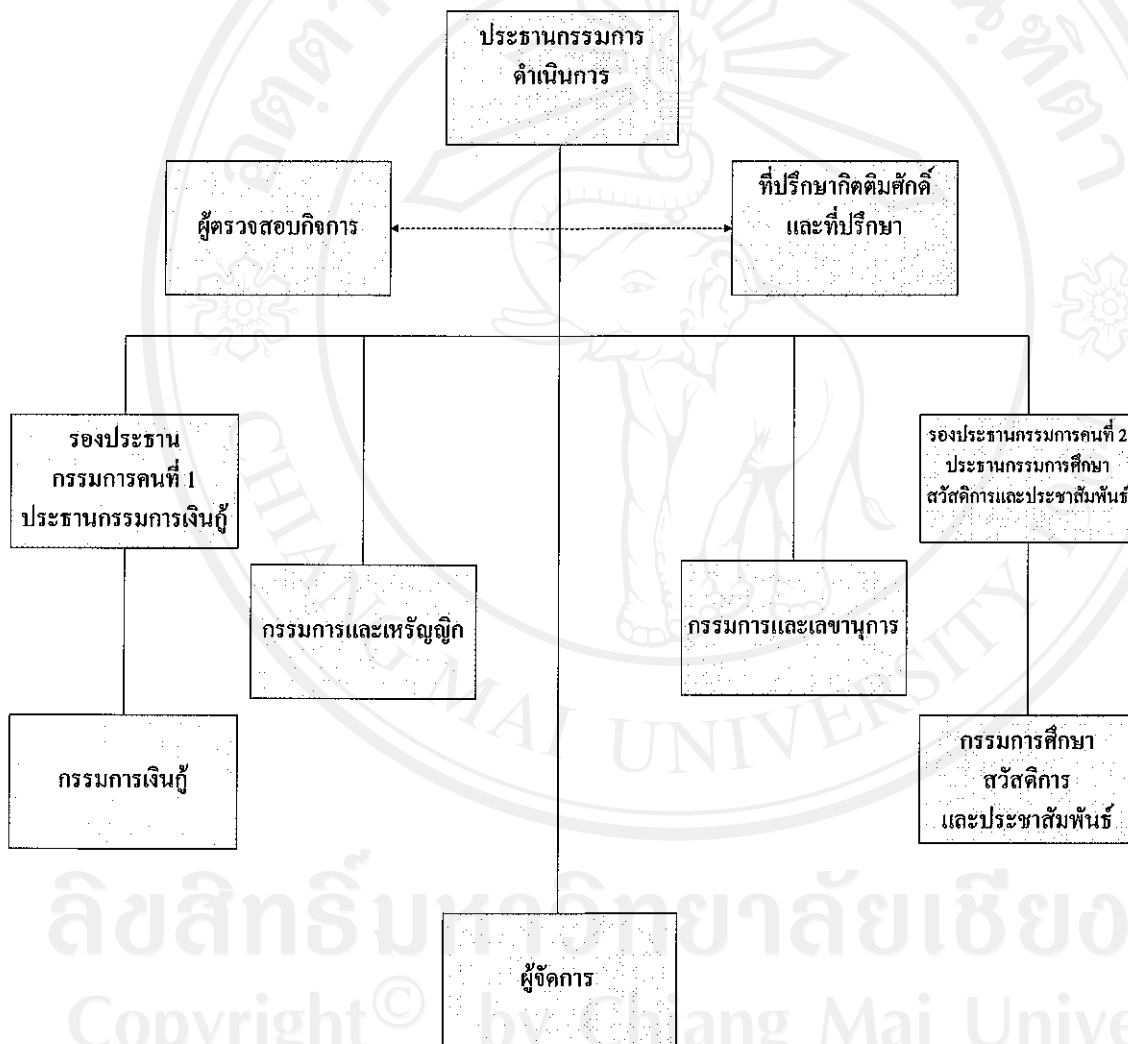 ประธานกรรมการ
ดำเนินการ
ผู้ตรวจสอบกิจการ
ที่ปรึกษากิตติมศักดิ์
และที่ปรึกษา
รองประธาน
กรรมการคนที่ 1
ประธานกรรมการเงินกู้
รองประธานกรรมการคนที่ 2
ประธานกรรมการศึกษา
สวัสดิการและประชาสัมพันธ์
กรรมการและเหรัญญิก
กรรมการและเลขานุการ
กรรมการเงินกู้
กรรมการศึกษา
สวัสดิการ
และประชาสัมพันธ์
ผู้จัดการ
CHIANG MAI UNIVERSITY
ลิขสิทธิ์มหาวิทยาลัยเชียง
Copyright© by Chiang Mai Unive